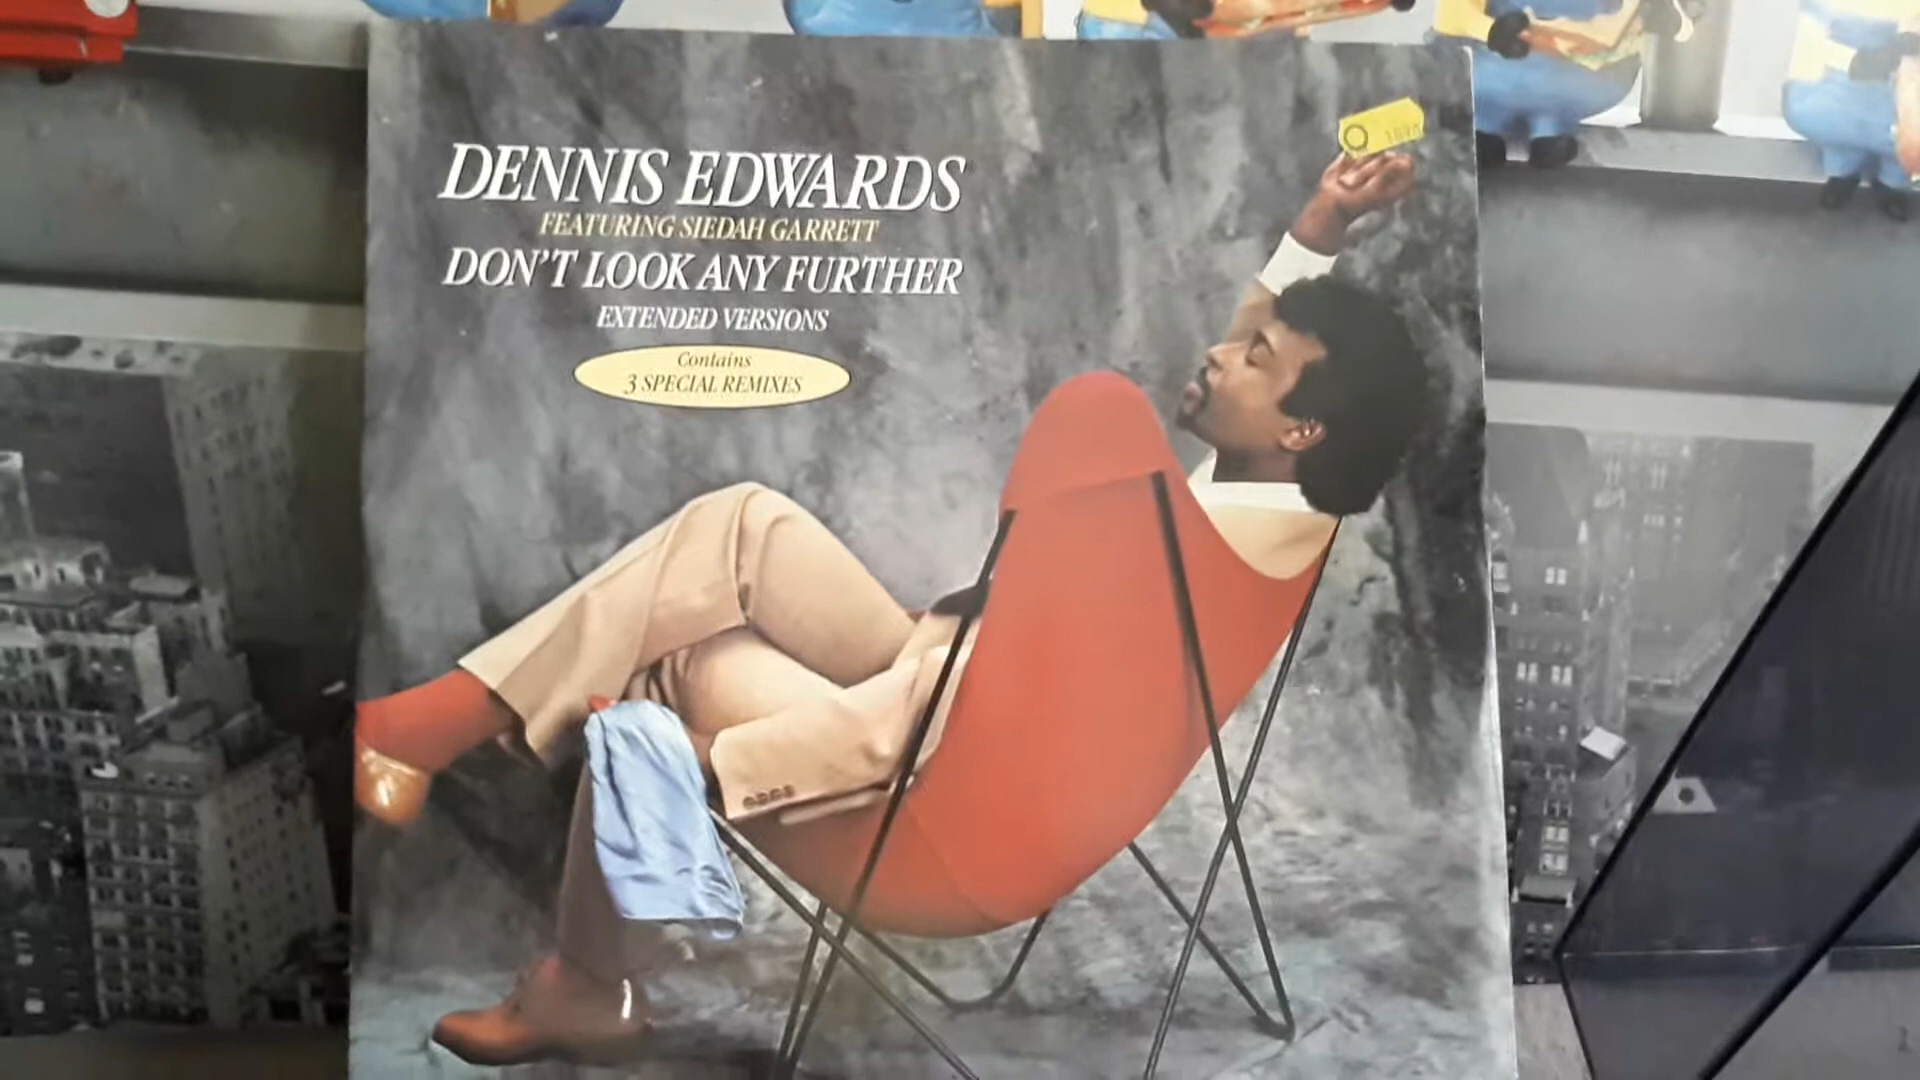 DENNIS EDWARDS
FEATURING SIEDAH GARRETT
DON'T LOOK ANY FURTHER
EXTENDED VERSIONS
Contains
3 SPECIAL REMIXES